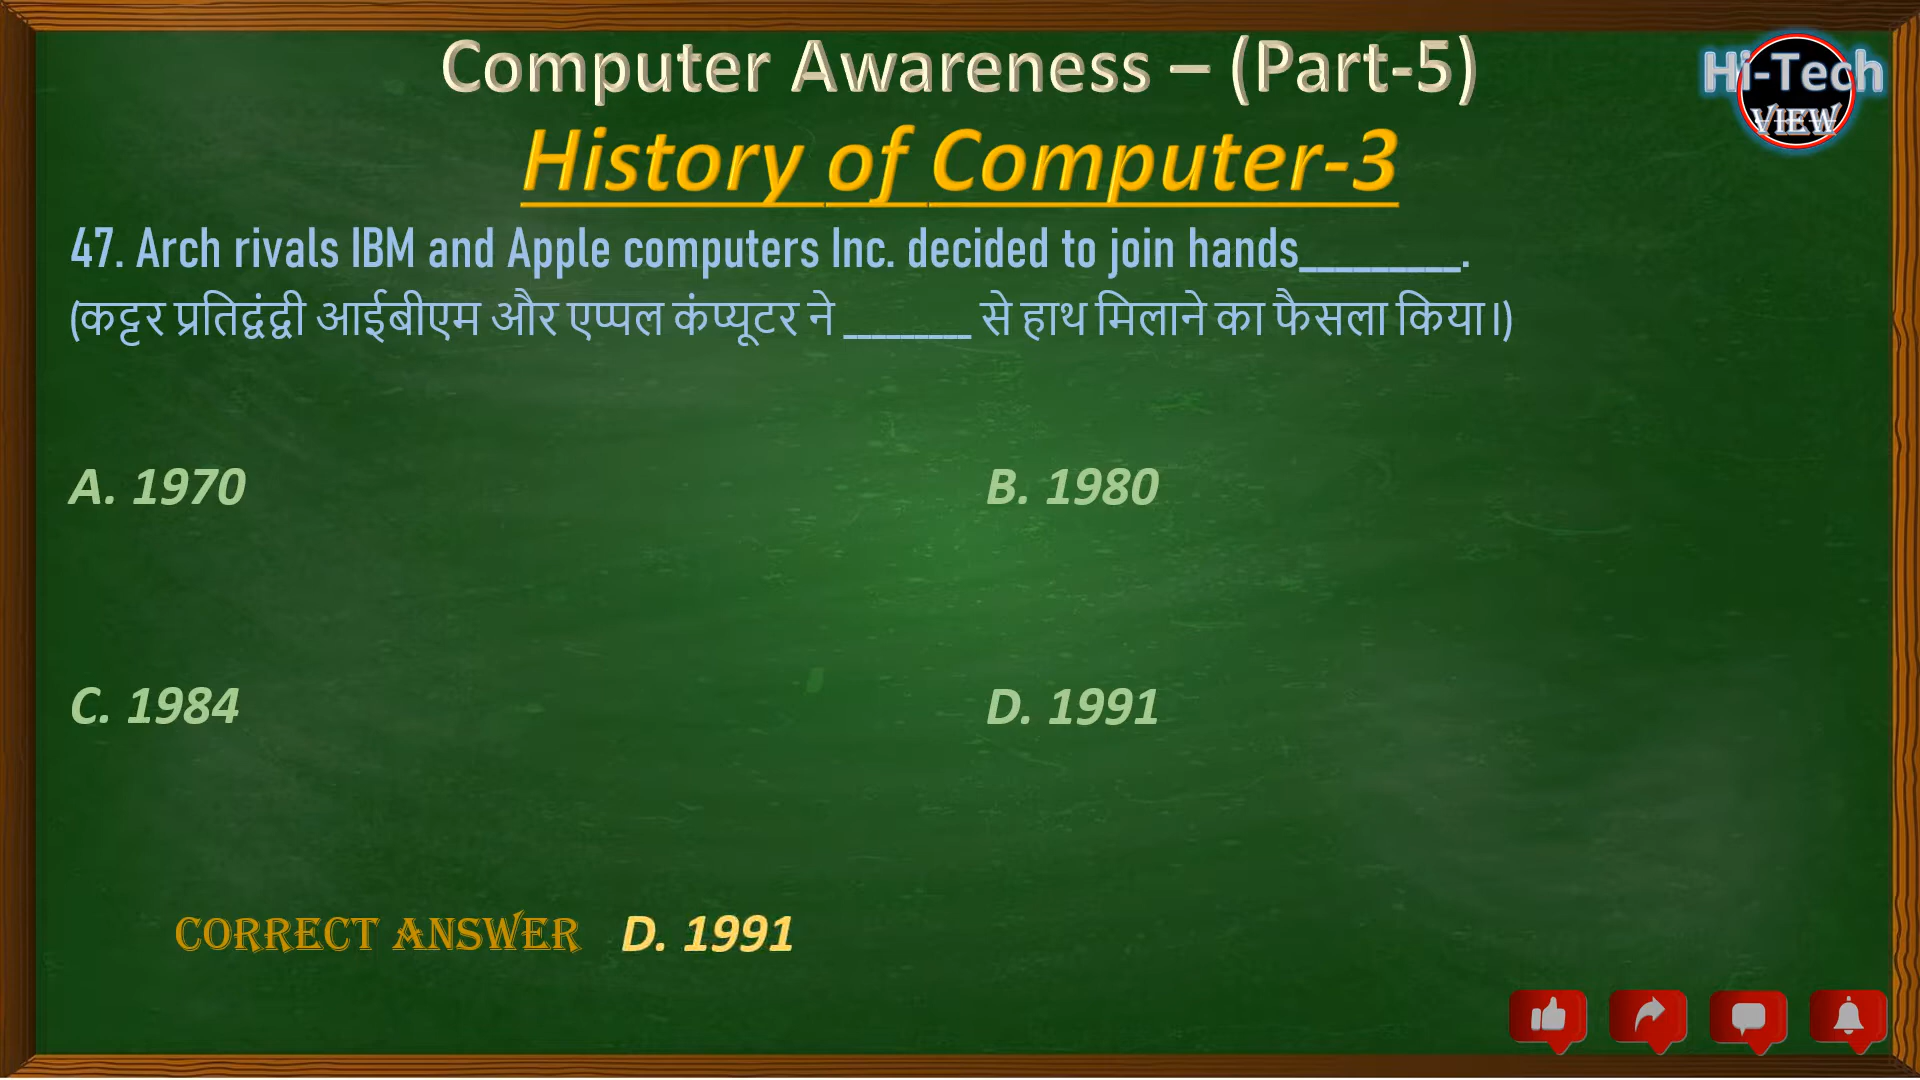 Computer Awareness – (Part-5)
Hi-Tech
VIEW
History of Computer-3
47. Arch rivals IBM and Apple computers Inc. decided to join hands_________.
(कट्टर प्रतिद्वंद्वी आईबीएम और एप्पल कंप्यूटर ने ________ से हाथ मिलाने का फैसला किया।)
A. 1970
B. 1980
C. 1984
D. 1991
CORRECT ANSWER D. 1991